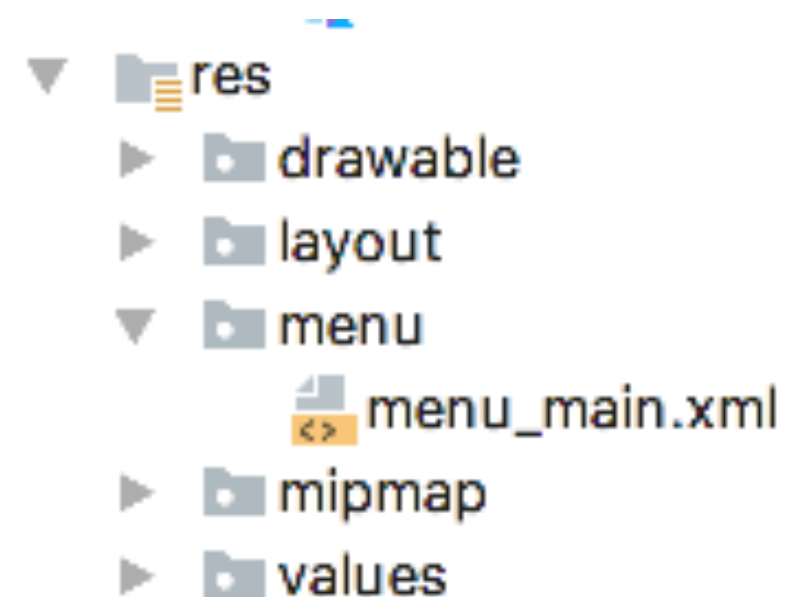 res
drawable
layout
menu
menu_main.xml
mipmap
values